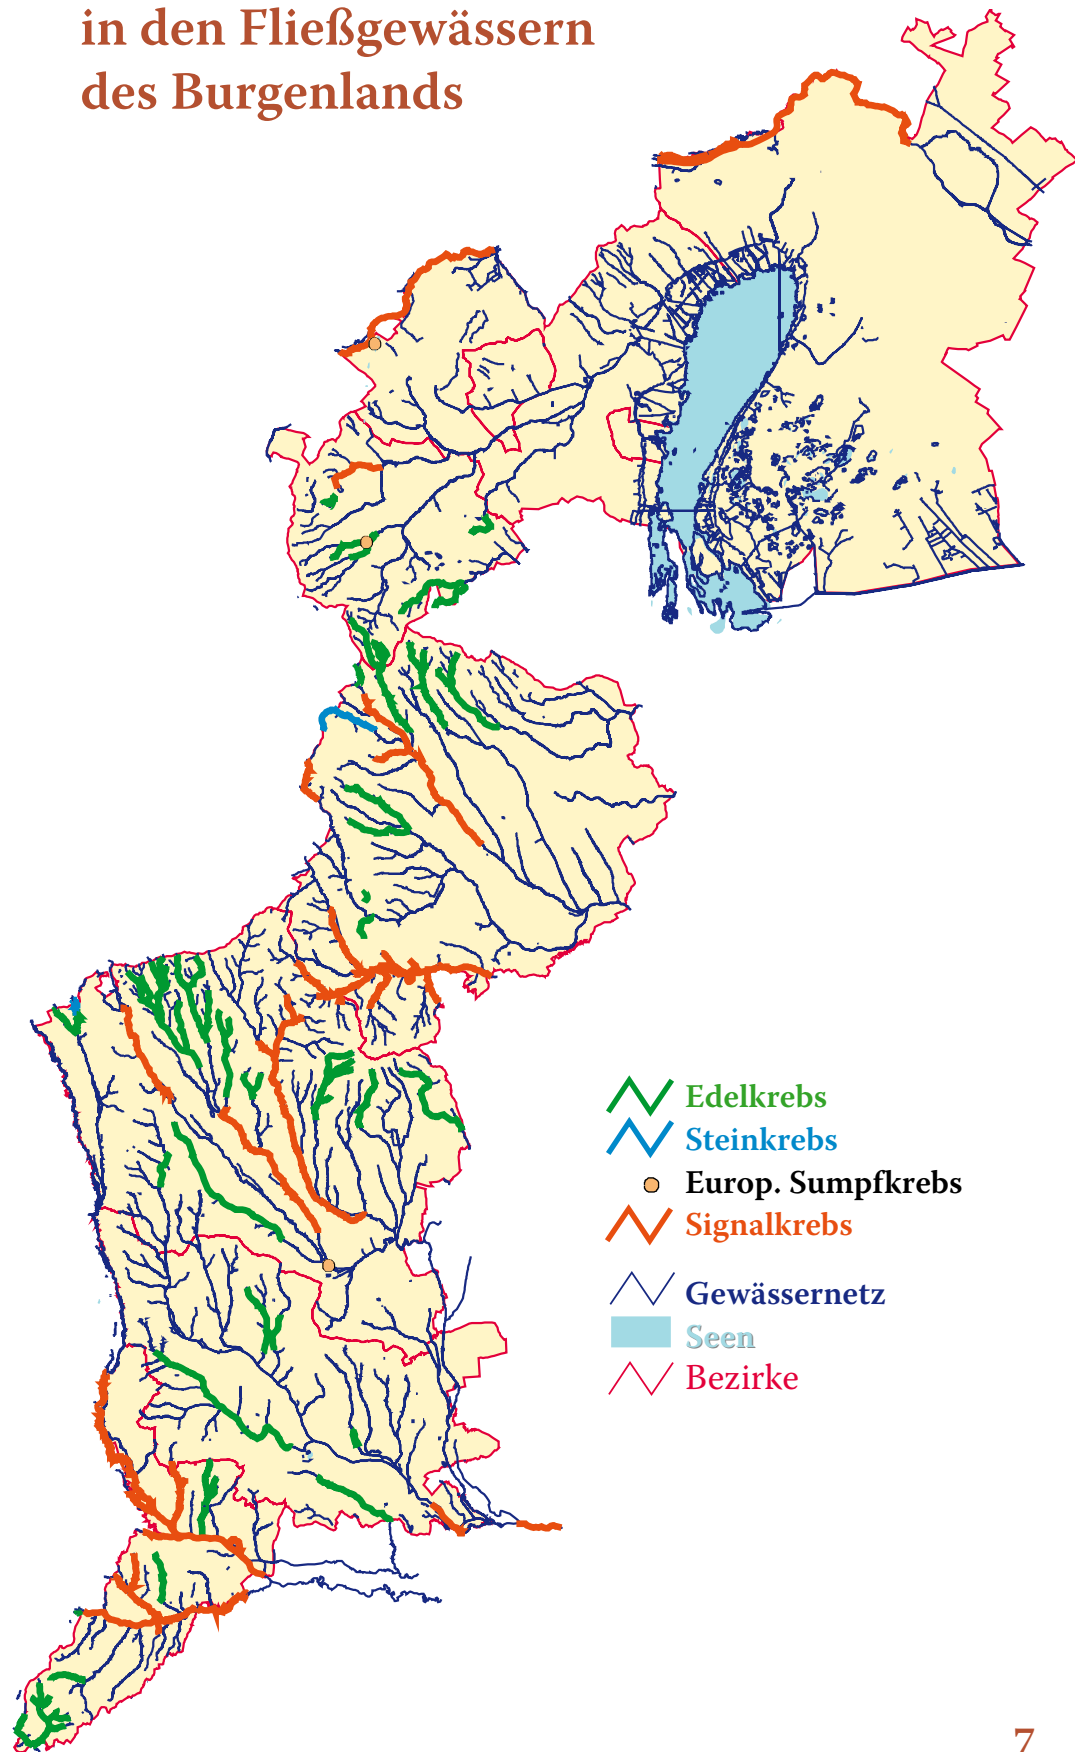 in den Fließgewässern
des Burgenlands
Edelkrebs
Steinkrebs
Europ. Sumpfkrebs
Signalkrebs
Gewässernetz
Seen
Bezirke
7